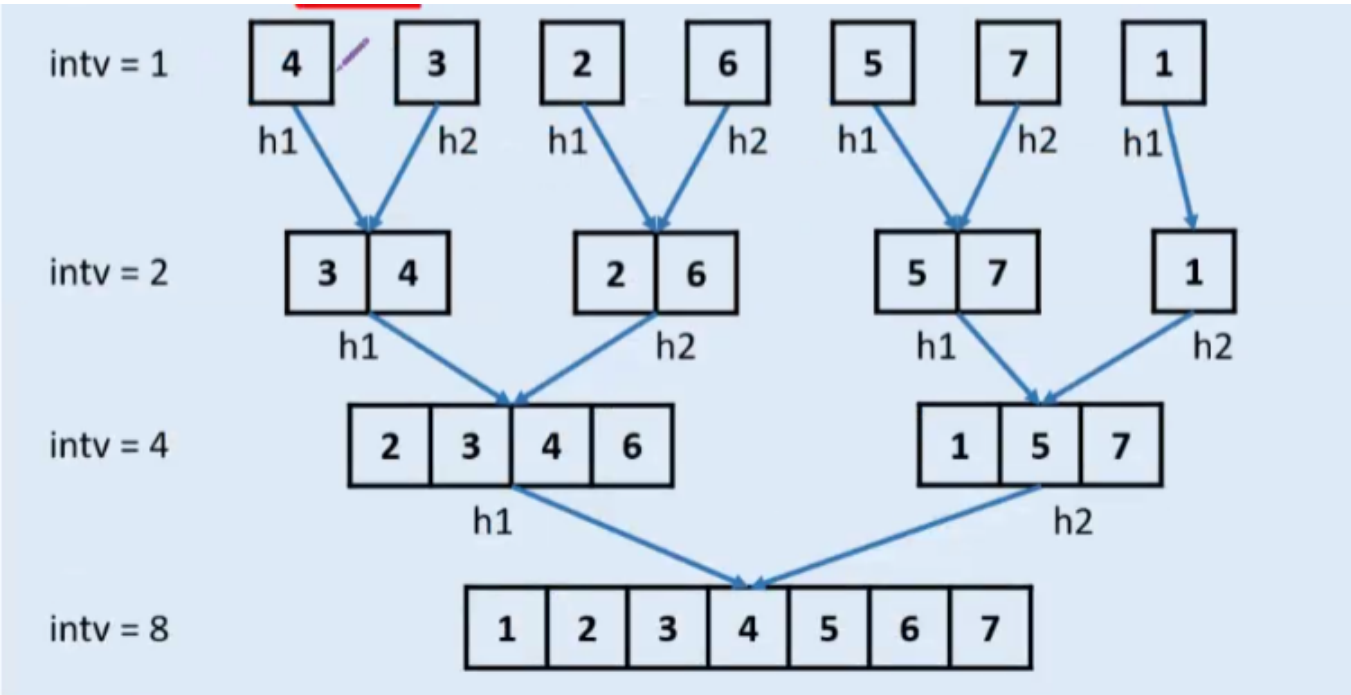 intv = 1 4 3 2 6 5 7 1
h1 h2 h1 h2 h1 h2 h1
intv = 2 3 4 2 6 5 7 1
h1 h2 h1 h2
intv = 4 2 3 4 6 1 5 7
h1 h2
intv = 8 1 2 3 4 5 6 7